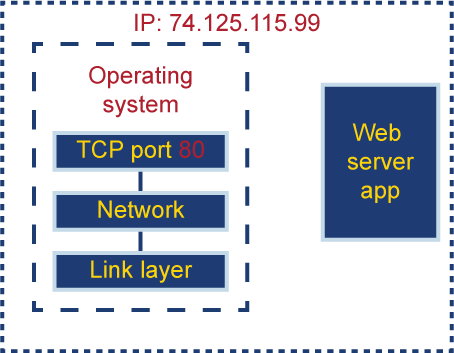 IP: 74.125.115.99
Operating
system
TCP port 80
Network
Link layer
Web
server
app